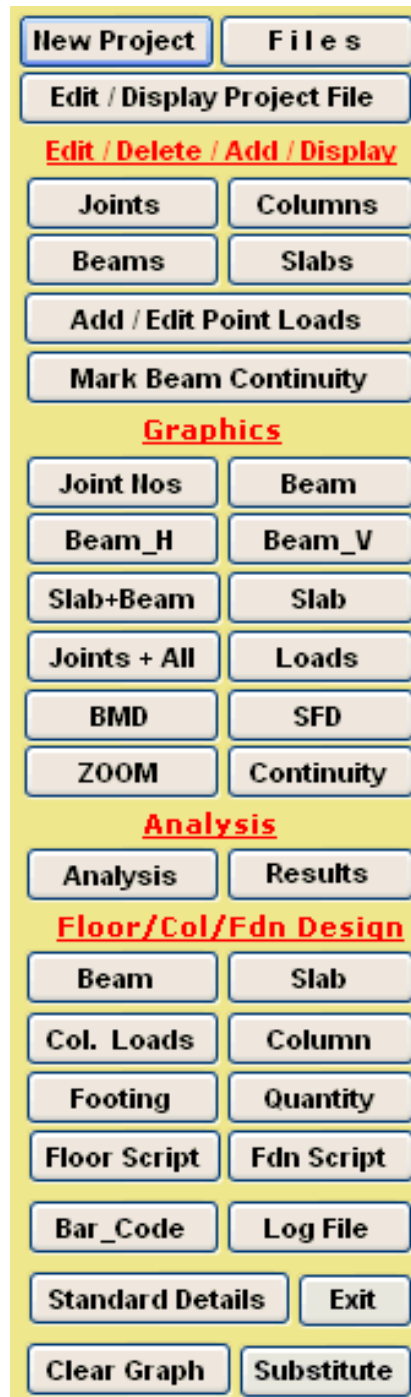 New Project F i l e s
Edit / Display Project File
Edit / Delete / Add / Display
Joints Columns
Beams Slabs
Add / Edit Point Loads
Mark Beam Continuity
Graphics
Joint Nos Beam
Beam_H Beam_V
Slab+Beam Slab
Joints + All Loads
BMD SFD
ZOOM Continuity
Analysis
Analysis Results
Floor/Col/Fdn Design
Beam Slab
Col. Loads Column
Footing Quantity
Floor Script Fdn Script
Bar_Code Log File
Standard Details Exit
Clear Graph Substitute